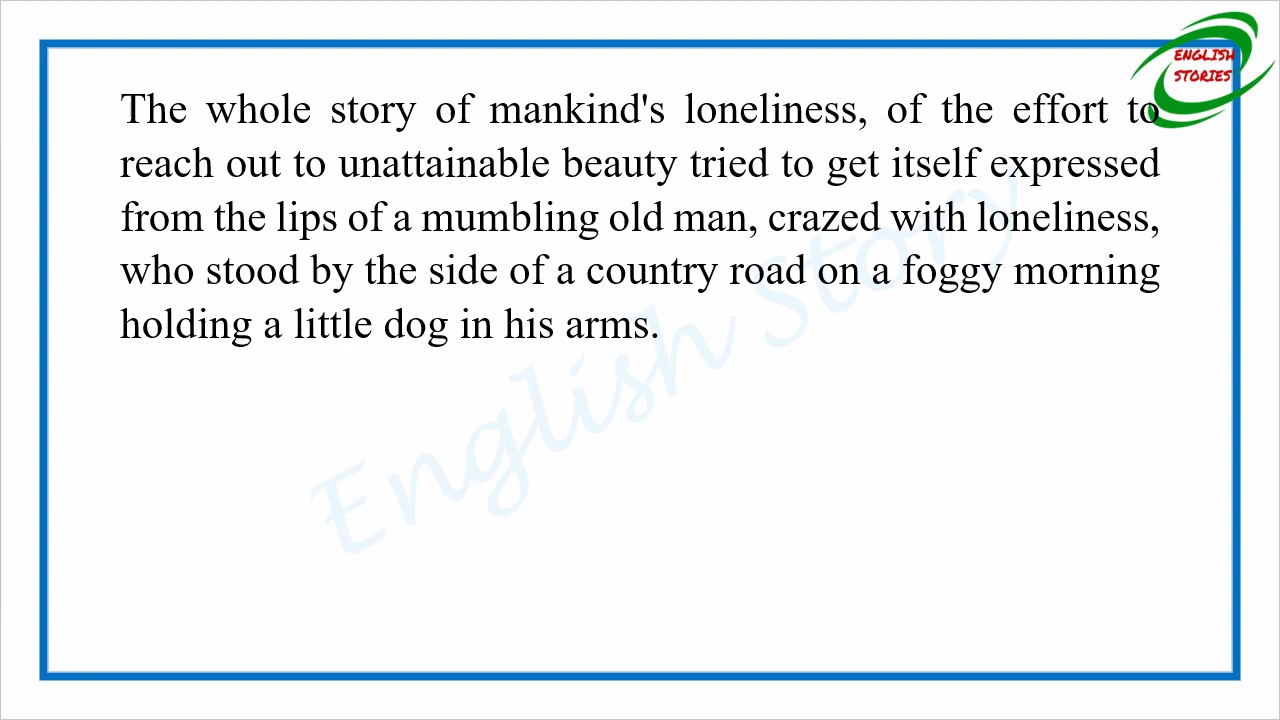 ENGLISH
STORIES
The whole story of mankind's loneliness, of the effort to
reach out to unattainable beauty tried to get itself expressed
from the lips of a mumbling old man, crazed with loneliness,
who stood by the side of a country road on a foggy morning
holding a little dog in his arms.
English Story